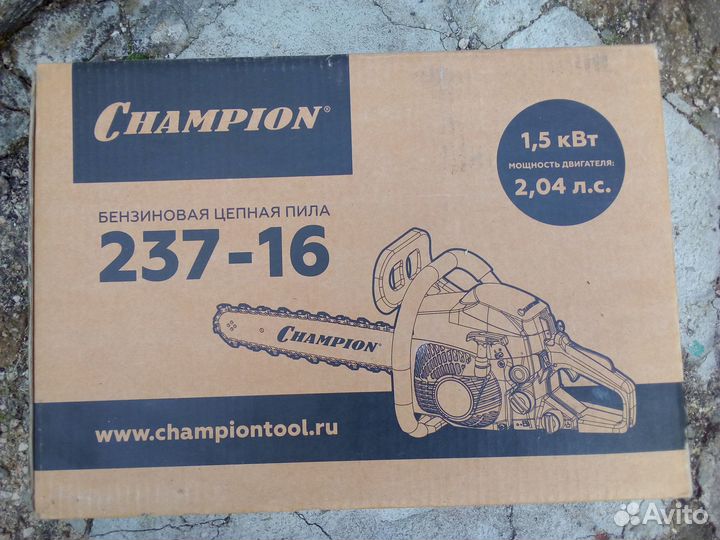 CHAMPION®
1,5 кВт
МОЩНОСТЬ ДВИГАТЕЛЯ:
2,04 л.с.
БЕНЗИНОВАЯ ЦЕПНАЯ ПИЛА
237-16
CHAMPION®
www.championtool.ru
Avito